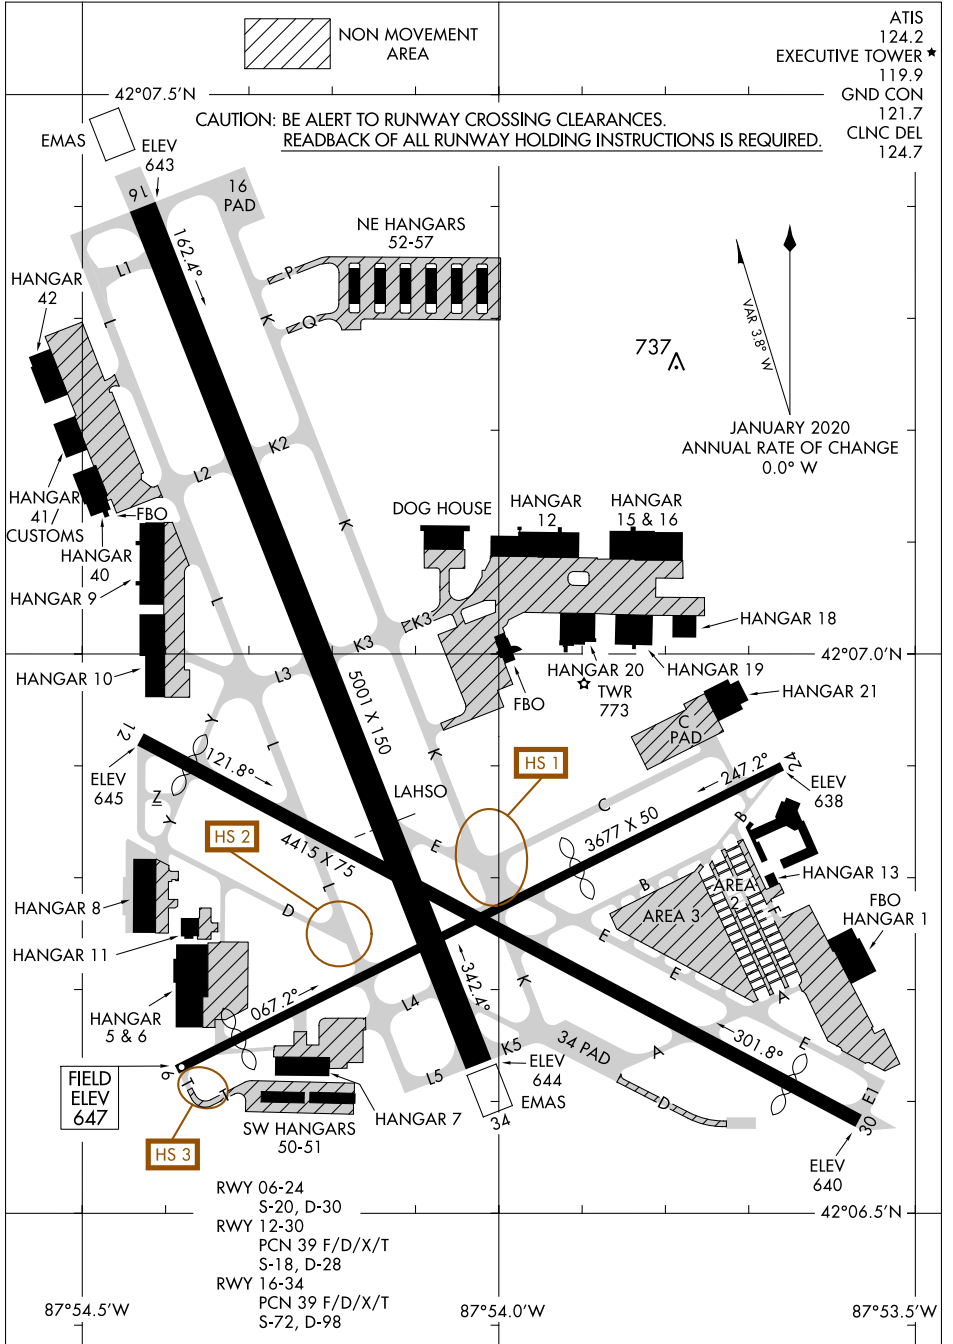 NON MOVEMENT
AREA
ATIS
124.2
EXECUTIVE TOWER
119.9
GND CON
121.7
CLNC DEL
124.7
42°07.5'N
CAUTION: BE ALERT TO RUNWAY CROSSING CLEARANCES.
READBACK OF ALL RUNWAY HOLDING INSTRUCTIONS IS REQUIRED.
EMAS
ELEV
643
16
16
PAD
162.4°
NE HANGARS
52-57
P
Q
K
L1
L
HANGAR
42
VAR 3.8° W
737
JANUARY 2020
ANNUAL RATE OF CHANGE
0.0° W
K2
L2
K
HANGAR
41/
CUSTOMS
FBO
HANGAR
40
DOG HOUSE
HANGAR
12
HANGAR
15 & 16
HANGAR 9
L
K3
K3
HANGAR 18
HANGAR 10
L3
42°07.0'N
HANGAR 20
HANGAR 19
TWR
773
FBO
HANGAR 21
5001 X 150
C
PAD
Y
L
K
12
121.8°
ELEV
645
HS 1
247.2°
24
ELEV
638
LAHSO
Z
Y
C
3677 X 50
B
HS 2
E
4415 X 75
HANGAR 13
HANGAR 8
L
B
AREA
2
FBO
HANGAR 1
D
AREA 3
F
E
HANGAR 11
E
342.4°
K
067.2°
L4
A
HANGAR
5 & 6
34 PAD
A
301.8°
E
K5
ELEV
644
L5
FIELD
ELEV
647
6
T
T
HANGAR 7
EMAS
34
D
E1
30
HS 3
SW HANGARS
50-51
ELEV
640
RWY 06-24
S-20, D-30
RWY 12-30
PCN 39 F/D/X/T
S-18, D-28
RWY 16-34
PCN 39 F/D/X/T
S-72, D-98
42°06.5'N
87°54.5'W
87°54.0'W
87°53.5'W